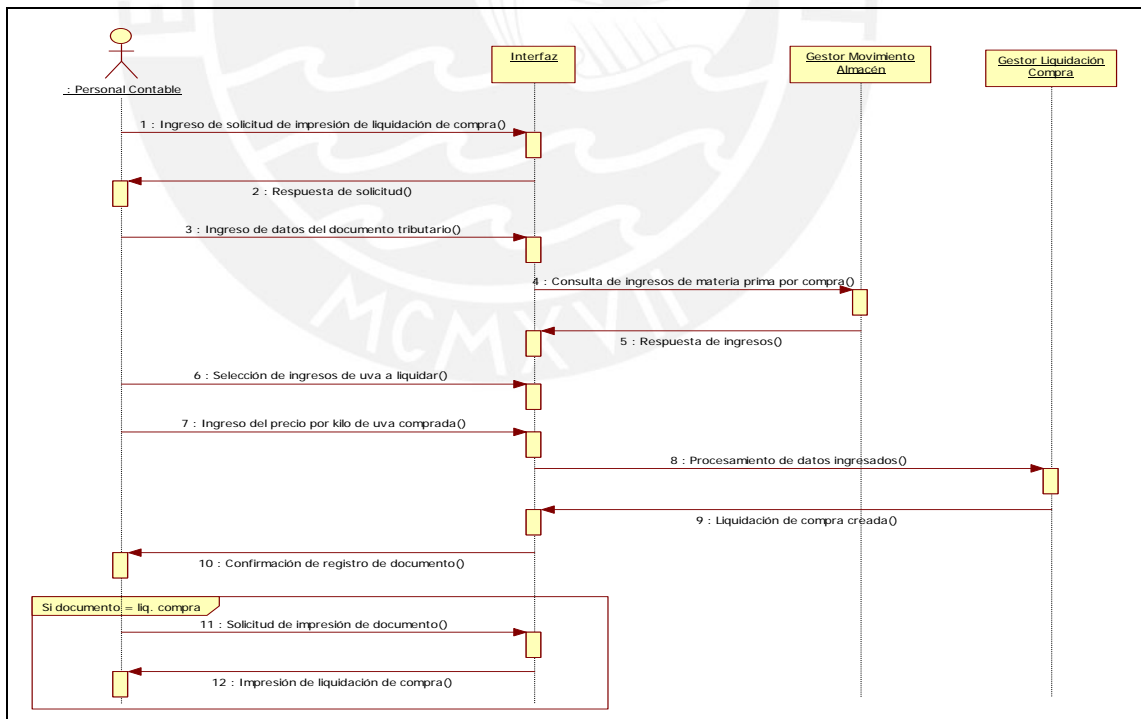 : Personal Contable
Interfaz
Gestor Movimiento
Almacén
Gestor Liquidación
Compra
1 : Ingreso de solicitud de impresión de liquidación de compra()
2 : Respuesta de solicitud()
3 : Ingreso de datos del documento tributario()
4 : Consulta de ingresos de materia prima por compra()
5 : Respuesta de ingresos()
6 : Selección de ingresos de uva a liquidar()
7 : Ingreso del precio por kilo de uva comprada()
8 : Procesamiento de datos ingresados()
9 : Liquidación de compra creada()
10 : Confirmación de registro de documento()
Si documento = liq. compra
11 : Solicitud de impresión de documento()
12 : Impresión de liquidación de compra()
MCMXVII